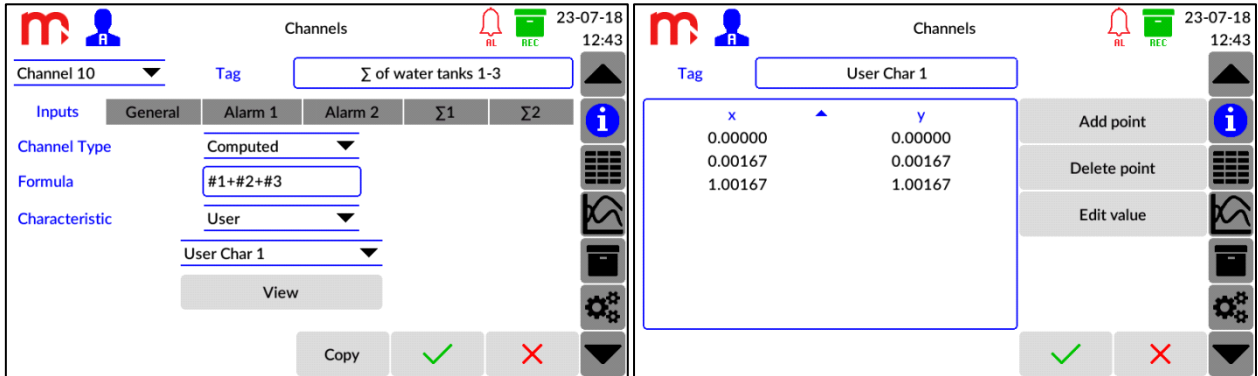 Channels
23-07-18
A
AL
REC
12:43
Channel 10
Tag
∑ of water tanks 1-3
Inputs
General
Alarm 1
Alarm 2
∑1
∑2
i
Channel Type
Computed
Formula
#1+#2+#3
Characteristic
User
User Char 1
View
Copy
Channels
23-07-18
A
AL
REC
12:43
Tag
User Char 1
x y
0.00000 0.00000
0.00167 0.00167
1.00167 1.00167
Add point
Delete point
Edit value
i